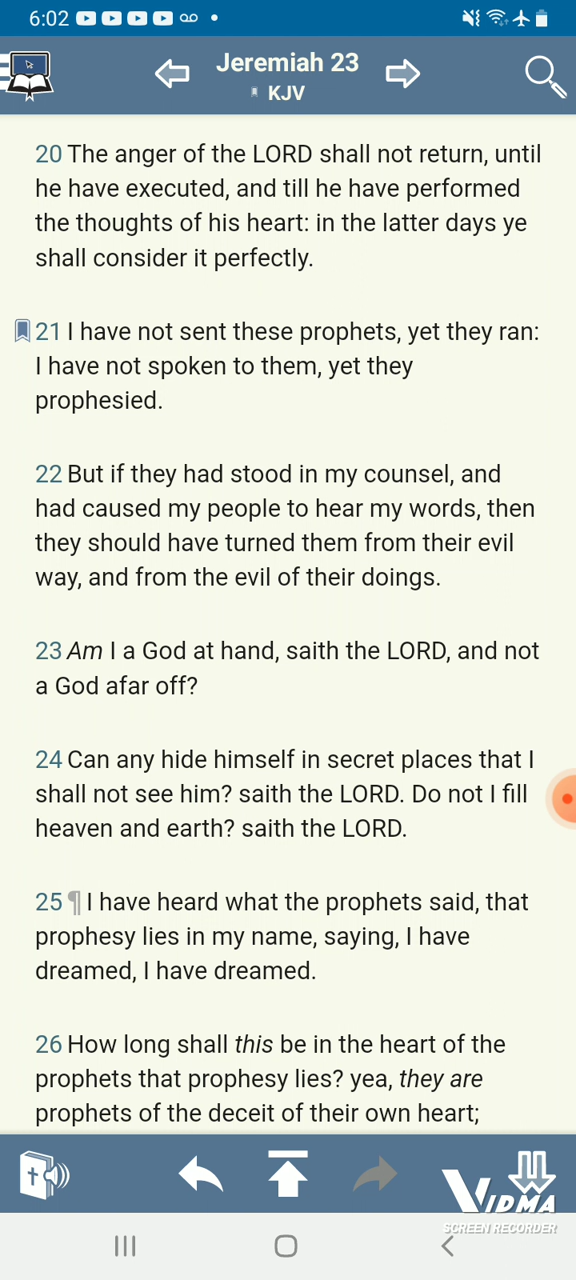 6:02
Jeremiah 23
KJV
20 The anger of the LORD shall not return, until
he have executed, and till he have performed
the thoughts of his heart: in the latter days ye
shall consider it perfectly.
21 I have not sent these prophets, yet they ran:
I have not spoken to them, yet they
prophesied.
22 But if they had stood in my counsel, and
had caused my people to hear my words, then
they should have turned them from their evil
way, and from the evil of their doings.
23 Am I a God at hand, saith the LORD, and not
a God afar off?
24 Can any hide himself in secret places that I
shall not see him? saith the LORD. Do not I fill
heaven and earth? saith the LORD.
25 ¶ I have heard what the prophets said, that
prophesy lies in my name, saying, I have
dreamed, I have dreamed.
26 How long shall this be in the heart of the
prophets that prophesy lies? yea, they are
prophets of the deceit of their own heart;
VIDMA
SCREEN RECORDER